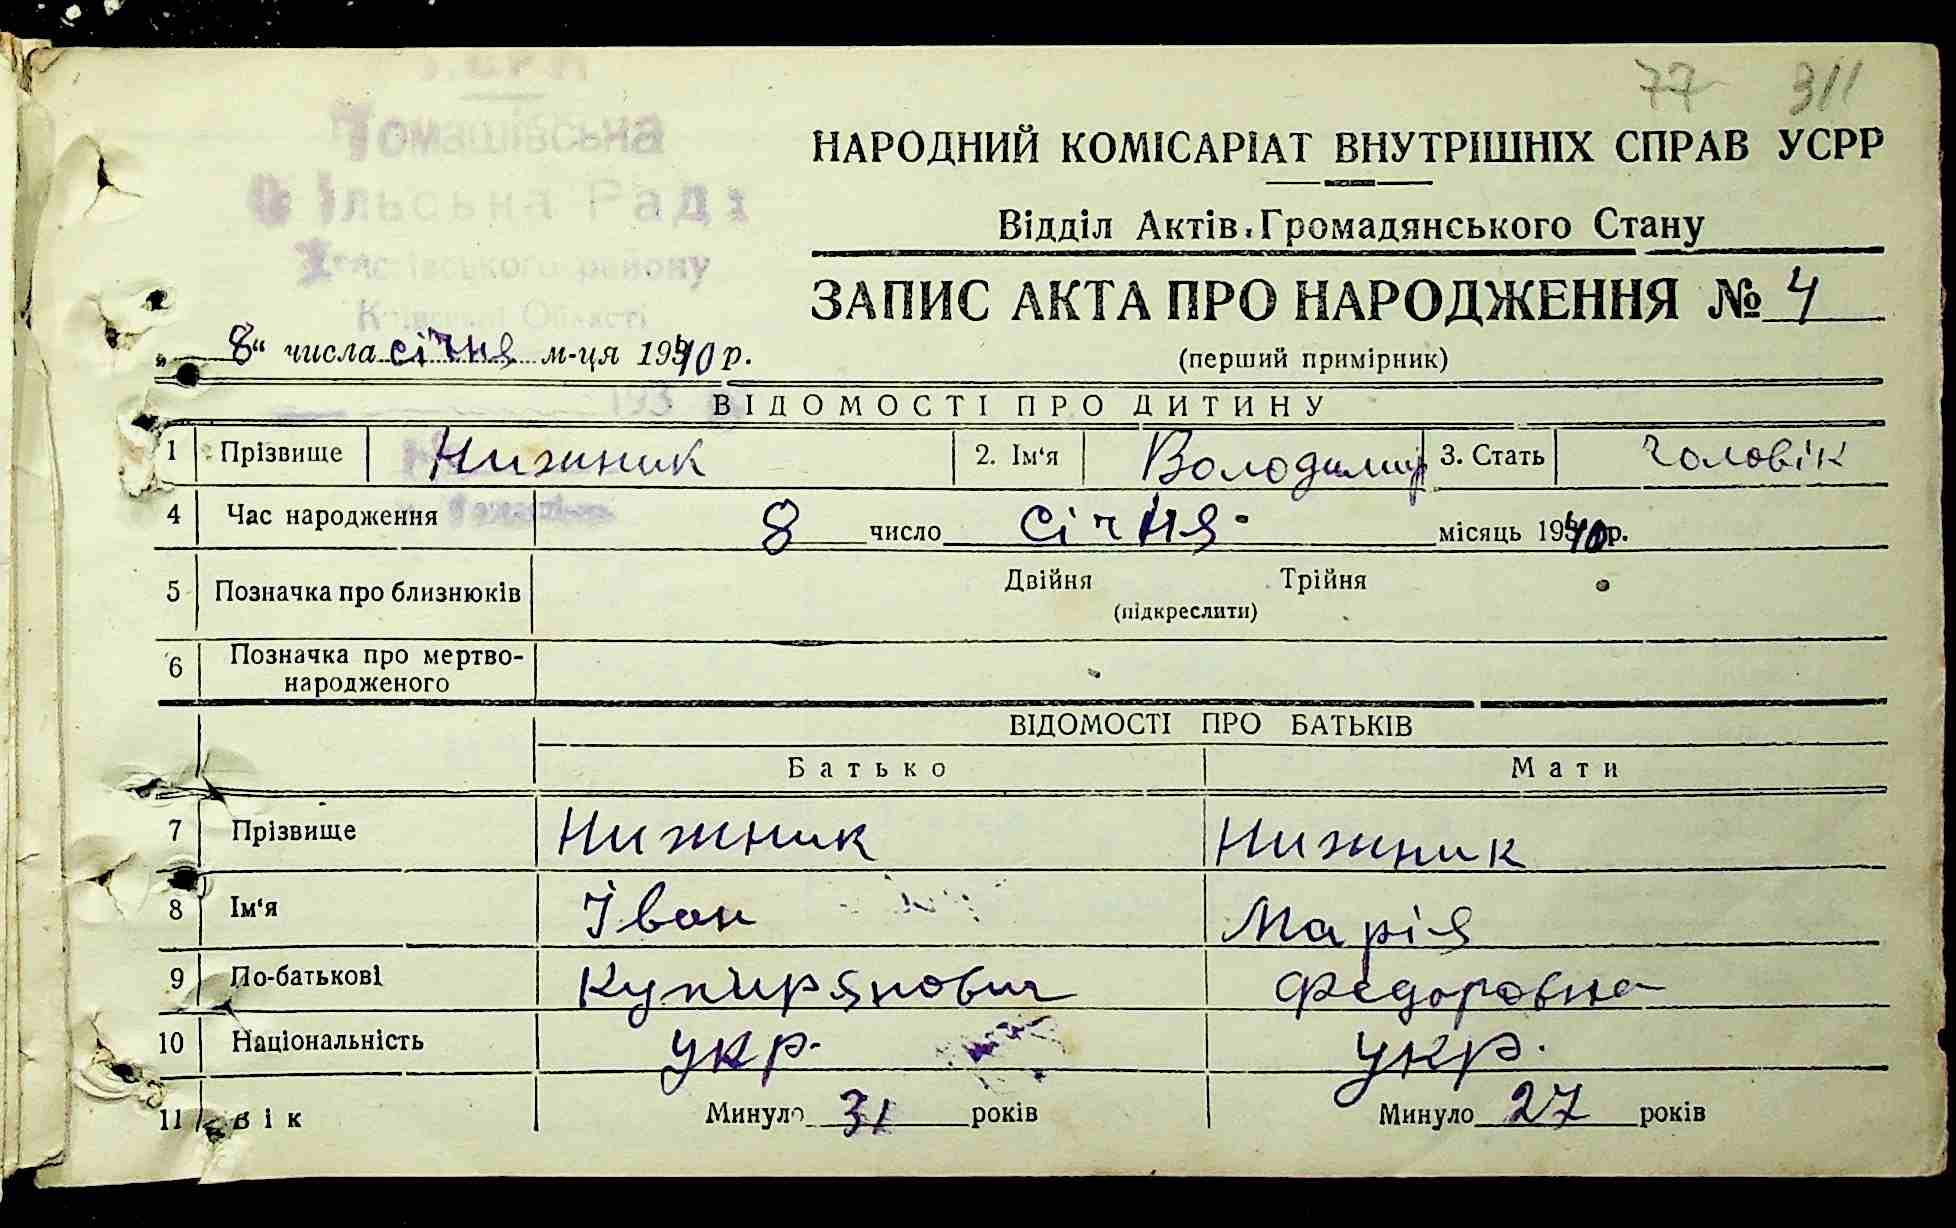 77 311
УСРР
Томашівська
Сільська Рада
району
Київської Області
НАРОДНИЙ КОМІСАРІАТ ВНУТРІШНІХ СПРАВ УСРР
Відділ Актів Громадянського Стану
ЗАПИС АКТА ПРО НАРОДЖЕННЯ № 4
„8“ числа січня м-ця 1940 р.
(перший примірник)
193
ВІДОМОСТІ ПРО ДИТИНУ
1 Прізвище Нижник 2. Ім‘я Володимир 3. Стать чоловік
4 Час народження 8 число січня місяць 1940 р.
5 Позначка про близнюків Двійня Трійня
(підкреслити)
6 Позначка про мертво-
народженого
ВІДОМОСТІ ПРО БАТЬКІВ
Батько Мати
7 Прізвище Нижник Нижник
8 Ім‘я Іван Марія
9 По-батькові Купирянович Федоровна
10 Національність укр. укр.
11 Вік Минуло 31 років Минуло 27 років